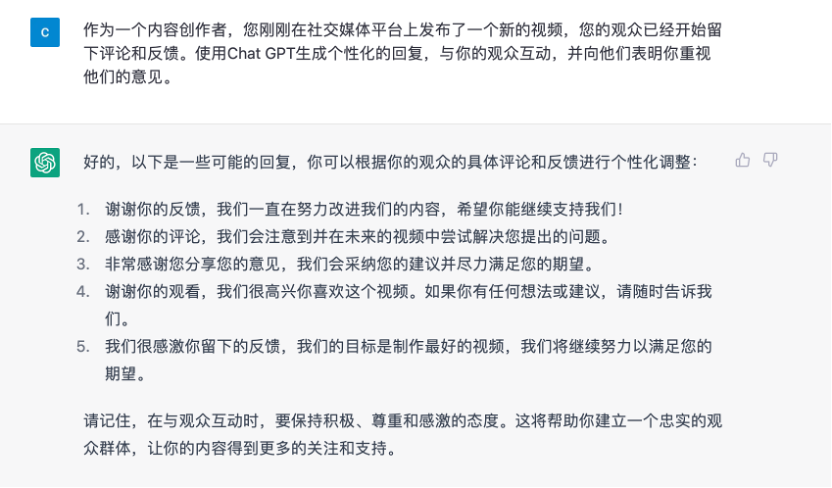 C
作为一个内容创作者，您刚刚在社交媒体平台上发布了一个新的视频，您的观众已经开始留
下评论和反馈。使用Chat GPT生成个性化的回复，与你的观众互动，并向他们表明你重视
他们的意见。
好的，以下是一些可能的回复，你可以根据你的观众的具体评论和反馈进行个性化调整：
1. 谢谢你的反馈，我们一直在努力改进我们的内容，希望你能继续支持我们！
2. 感谢你的评论，我们会注意到并在未来的视频中尝试解决您提出的问题。
3. 非常感谢您分享您的意见，我们会采纳您的建议并尽力满足您的期望。
4. 谢谢你的观看，我们很高兴你喜欢这个视频。如果你有任何想法或建议，请随时告诉我
们。
5. 我们很感激你留下的反馈，我们的目标是制作最好的视频，我们将继续努力以满足您的
期望。
请记住，在与观众互动时，要保持积极、尊重和感激的态度。这将帮助你建立一个忠实的观
众群体，让你的内容得到更多的关注和支持。